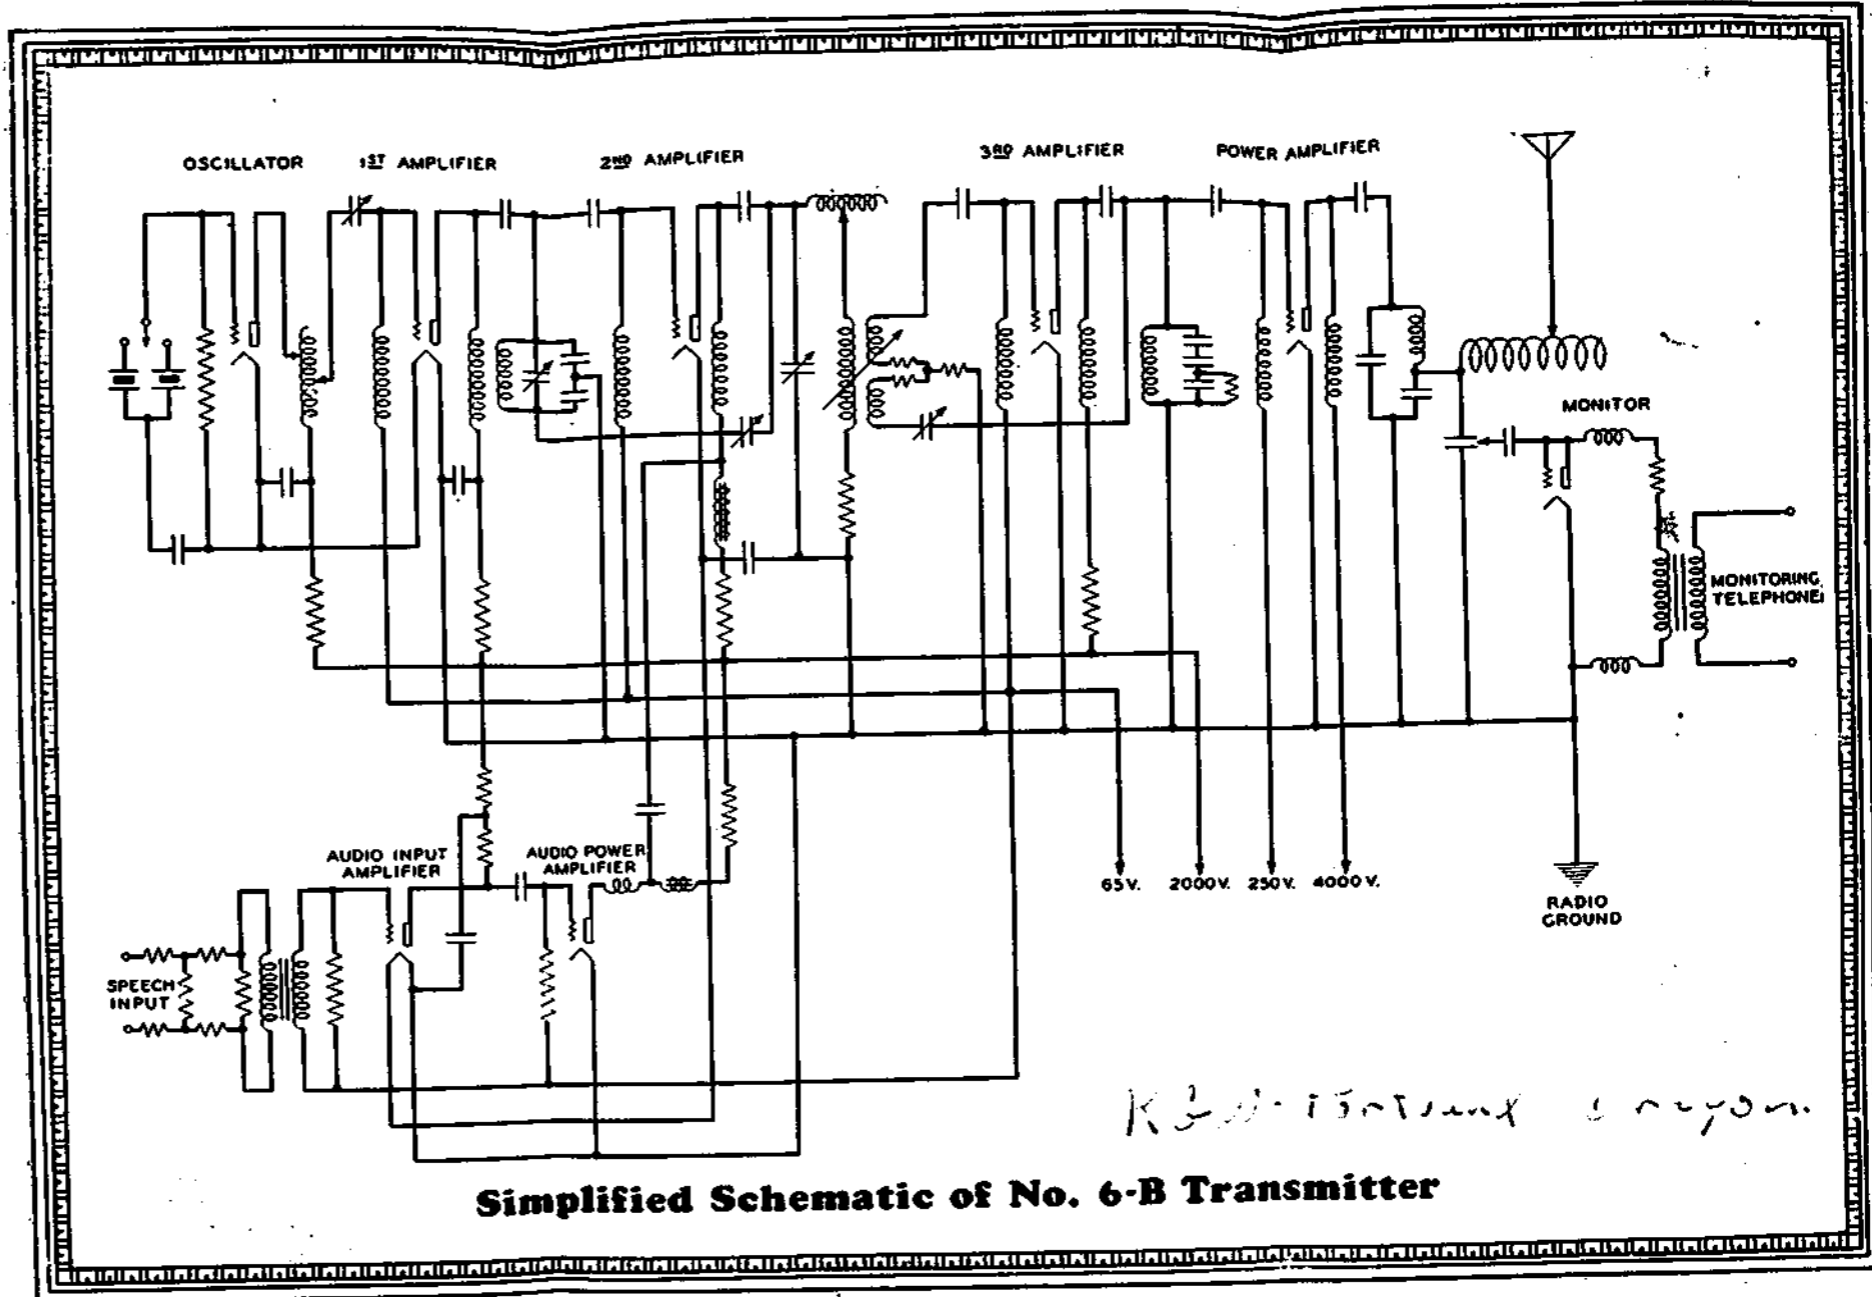 OSCILLATOR
1ST AMPLIFIER
2ND AMPLIFIER
3RD AMPLIFIER
POWER AMPLIFIER
MONITOR
MONITORING
TELEPHONE
AUDIO INPUT
AMPLIFIER
AUDIO POWER
AMPLIFIER
65V.
2000V.
250V.
4000V.
RADIO
GROUND
SPEECH
INPUT
Simplified Schematic of No. 6-B Transmitter